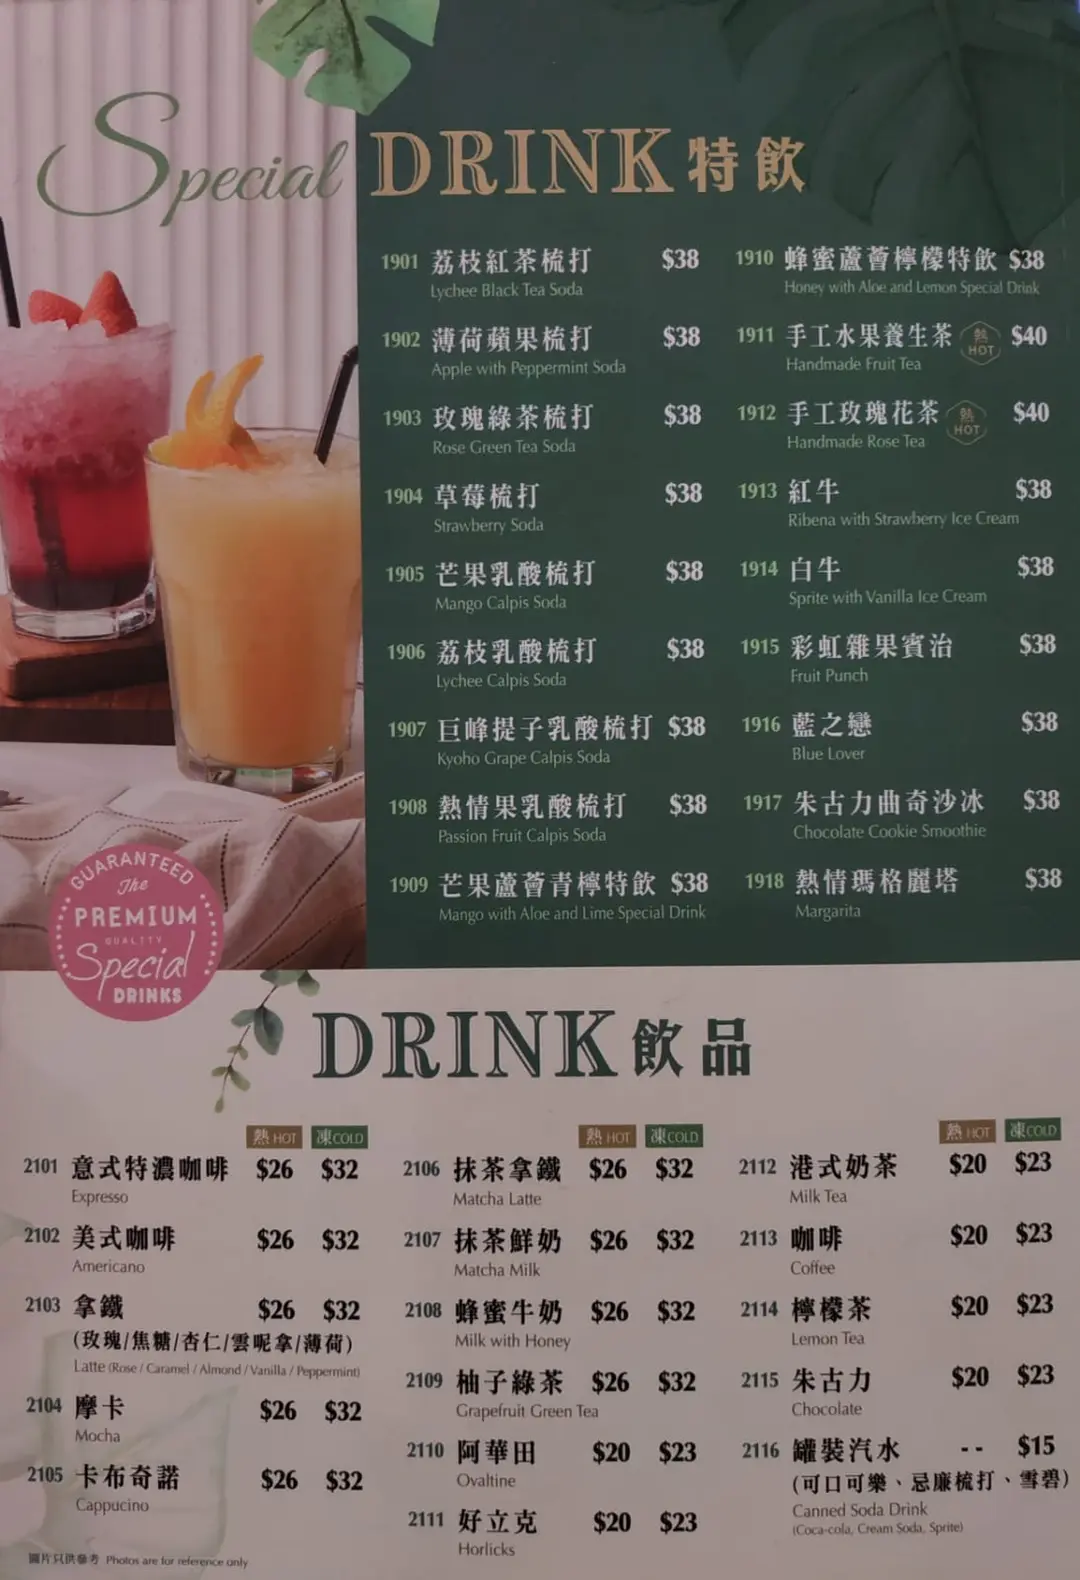 Special DRINK 特飲
1901 荔枝紅茶梳打 $38
Lychee Black Tea Soda
1902 薄荷蘋果梳打 $38
Apple with Peppermint Soda
1903 玫瑰綠茶梳打 $38
Rose Green Tea Soda
1904 草莓梳打 $38
Strawberry Soda
1905 芒果乳酸梳打 $38
Mango Calpis Soda
1906 荔枝乳酸梳打 $38
Lychee Calpis Soda
1907 巨峰提子乳酸梳打 $38
Kyoho Grape Calpis Soda
1908 熱情果乳酸梳打 $38
Passion Fruit Calpis Soda
1909 芒果蘆薈青檸特飲 $38
Mango with Aloe and Lime Special Drink
1910 蜂蜜蘆薈檸檬特飲 $38
Honey with Aloe and Lemon Special Drink
1911 手工水果養生茶 熱 HOT $40
Handmade Fruit Tea
1912 手工玫瑰花茶 熱 HOT $40
Handmade Rose Tea
1913 紅牛 $38
Ribena with Strawberry Ice Cream
1914 白牛 $38
Sprite with Vanilla Ice Cream
1915 彩虹雜果賓治 $38
Fruit Punch
1916 藍之戀 $38
Blue Lover
1917 朱古力曲奇沙冰 $38
Chocolate Cookie Smoothie
1918 熱情瑪格麗塔 $38
Margarita
GUARANTEED
The
PREMIUM
QUALITY
Special
DRINKS
DRINK 飲品
熱 HOT 凍 COLD
2101 意式特濃咖啡 $26 $32
Expresso
2102 美式咖啡 $26 $32
Americano
2103 拿鐵 $26 $32
(玫瑰/焦糖/杏仁/雲呢拿/薄荷)
Latte (Rose / Caramel / Almond / Vanilla / Peppermint)
2104 摩卡 $26 $32
Mocha
2105 卡布奇諾 $26 $32
Cappucino
熱 HOT 凍 COLD
2106 抹茶拿鐵 $26 $32
Matcha Latte
2107 抹茶鮮奶 $26 $32
Matcha Milk
2108 蜂蜜牛奶 $26 $32
Milk with Honey
2109 柚子綠茶 $26 $32
Grapefruit Green Tea
2110 阿華田 $20 $23
Ovaltine
2111 好立克 $20 $23
Horlicks
熱 HOT 凍 COLD
2112 港式奶茶 $20 $23
Milk Tea
2113 咖啡 $20 $23
Coffee
2114 檸檬茶 $20 $23
Lemon Tea
2115 朱古力 $20 $23
Chocolate
2116 罐裝汽水 -- $15
(可口可樂、忌廉梳打、雪碧)
Canned Soda Drink
(Coca-cola, Cream Soda, Sprite)
圖片只供參考 Photos are for reference only